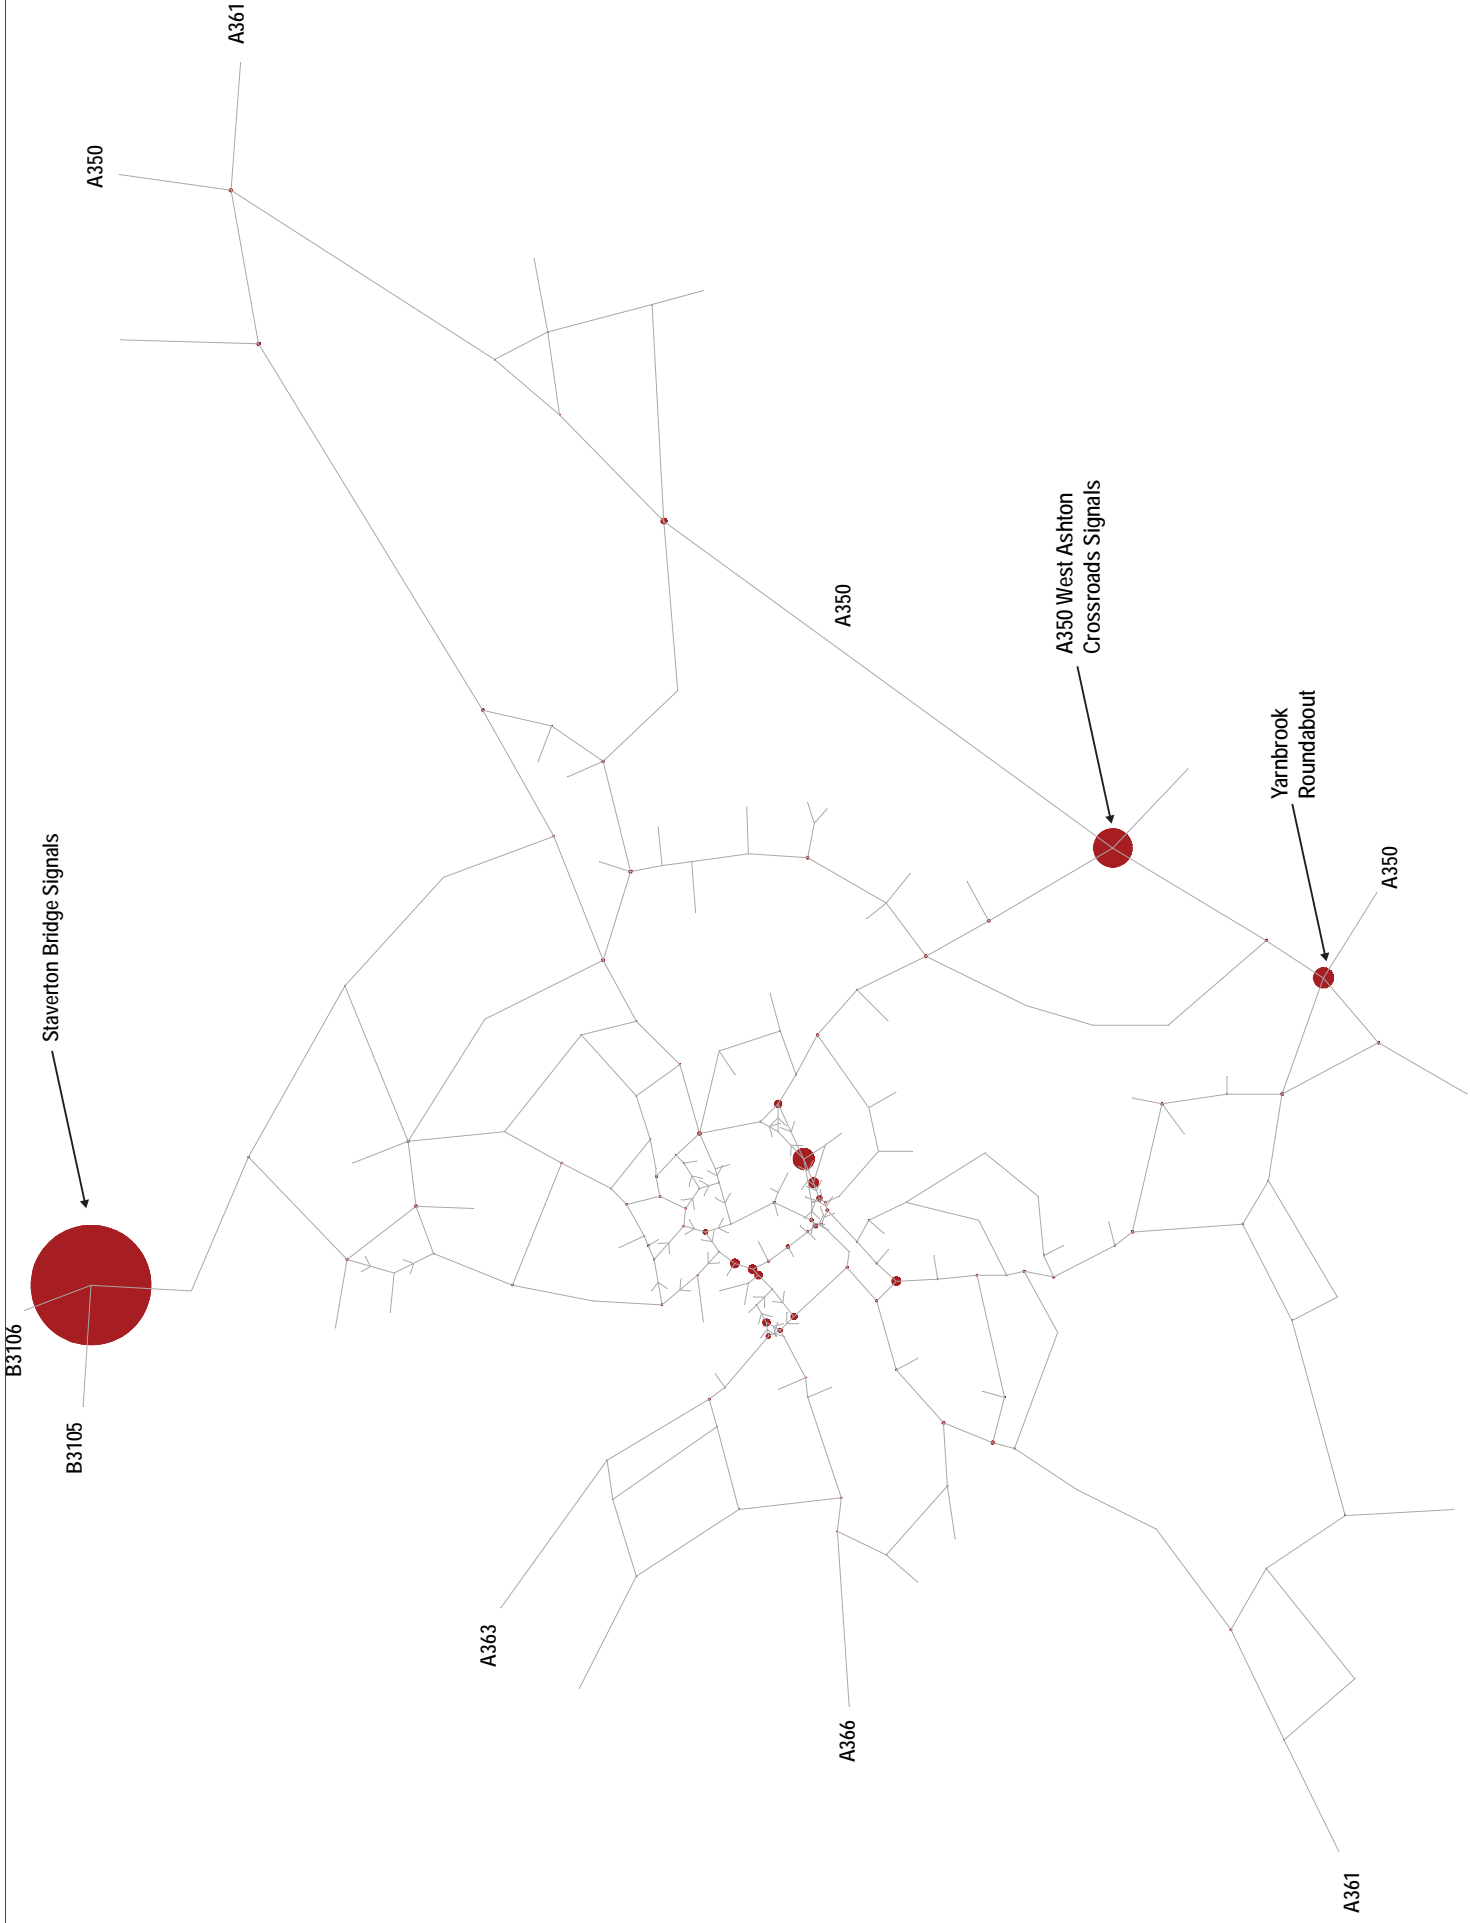 A361
A350
Staverton Bridge Signals
B3106
B3105
A350
A350 West Ashton
Crossroads Signals
Yarnbrook
Roundabout
A350
A363
A366
A361